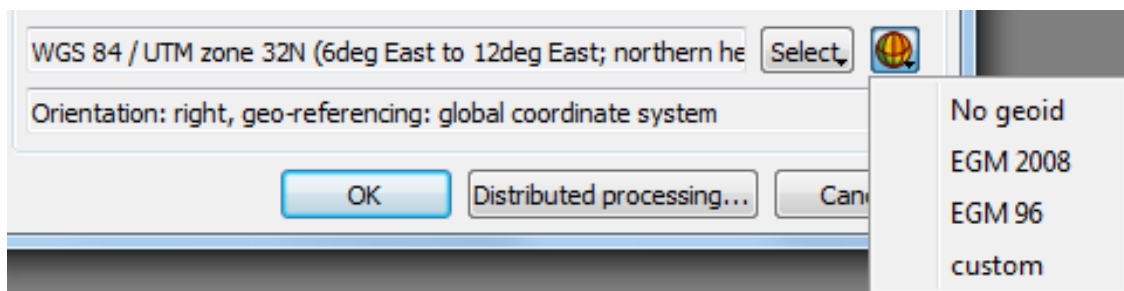 WGS 84 / UTM zone 32N (6deg East to 12deg East; northern he Select
Orientation: right, geo-referencing: global coordinate system
OK Distributed processing... Can
No geoid
EGM 2008
EGM 96
custom